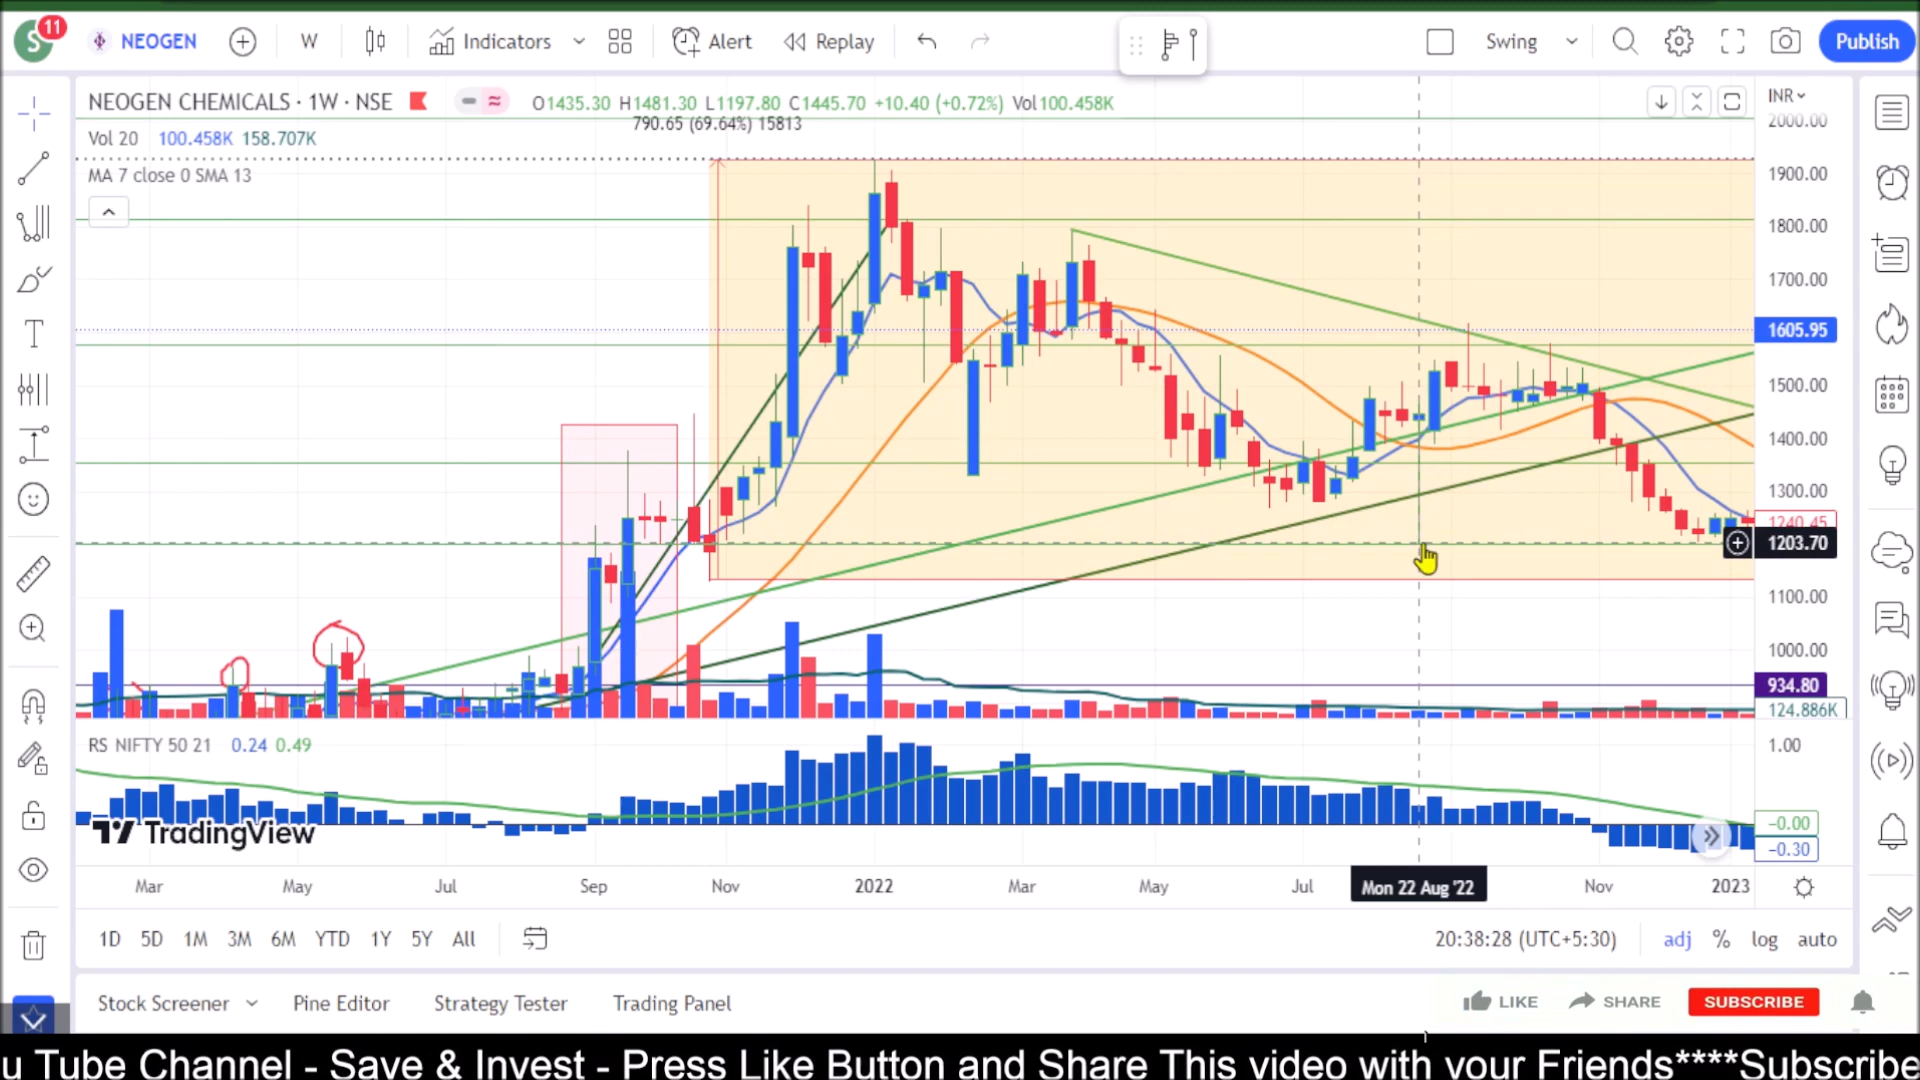 S 11 NEOGEN W Indicators Alert Replay Swing Publish
NEOGEN CHEMICALS · 1W · NSE O1435.30 H1481.30 L1197.80 C1445.70 +10.40 (+0.72%) Vol100.458K
790.65 (69.64%) 15813
Vol 20 100.458K 158.707K
MA 7 close 0 SMA 13
INR
2000.00
1900.00
1800.00
1700.00
1605.95
1500.00
1400.00
1300.00
1240.45
1203.70
1100.00
1000.00
934.80
124.886K
RS NIFTY 50 21 0.24 0.49
1.00
−0.00
−0.30
TradingView
Mar May Jul Sep Nov 2022 Mar May Jul Mon 22 Aug '22 Nov 2023
1D 5D 1M 3M 6M YTD 1Y 5Y All 20:38:28 (UTC+5:30) adj % log auto
Stock Screener Pine Editor Strategy Tester Trading Panel LIKE SHARE SUBSCRIBE
u Tube Channel - Save & Invest - Press Like Button and Share This video with your Friends****Subscribe